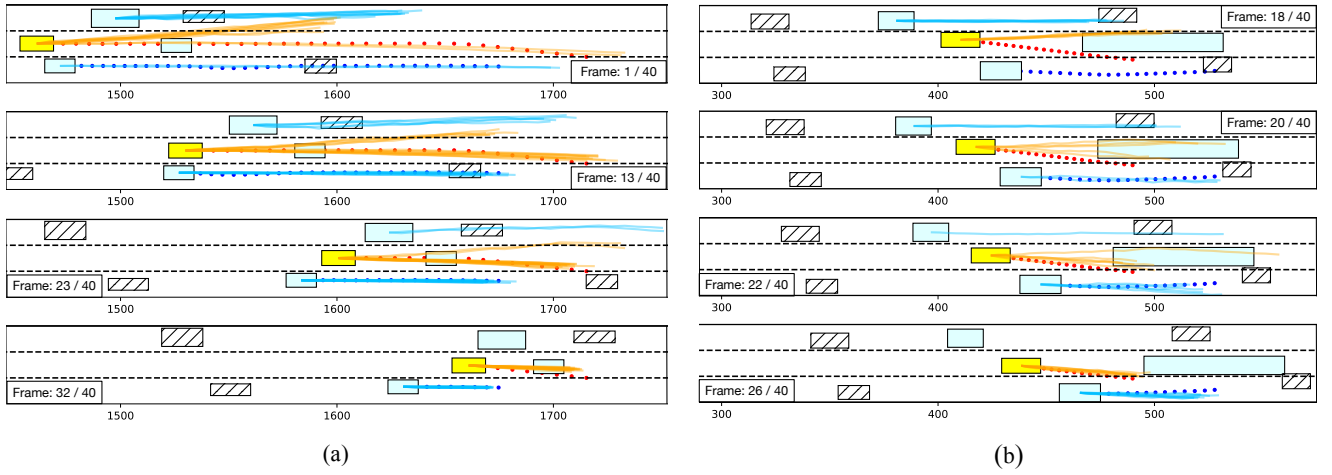 Frame: 1 / 40
1500 1600 1700
Frame: 13 / 40
1500 1600 1700
Frame: 23 / 40
1500 1600 1700
Frame: 32 / 40
1500 1600 1700
(a)
Frame: 18 / 40
300 400 500
Frame: 20 / 40
300 400 500
Frame: 22 / 40
300 400 500
Frame: 26 / 40
300 400 500
(b)